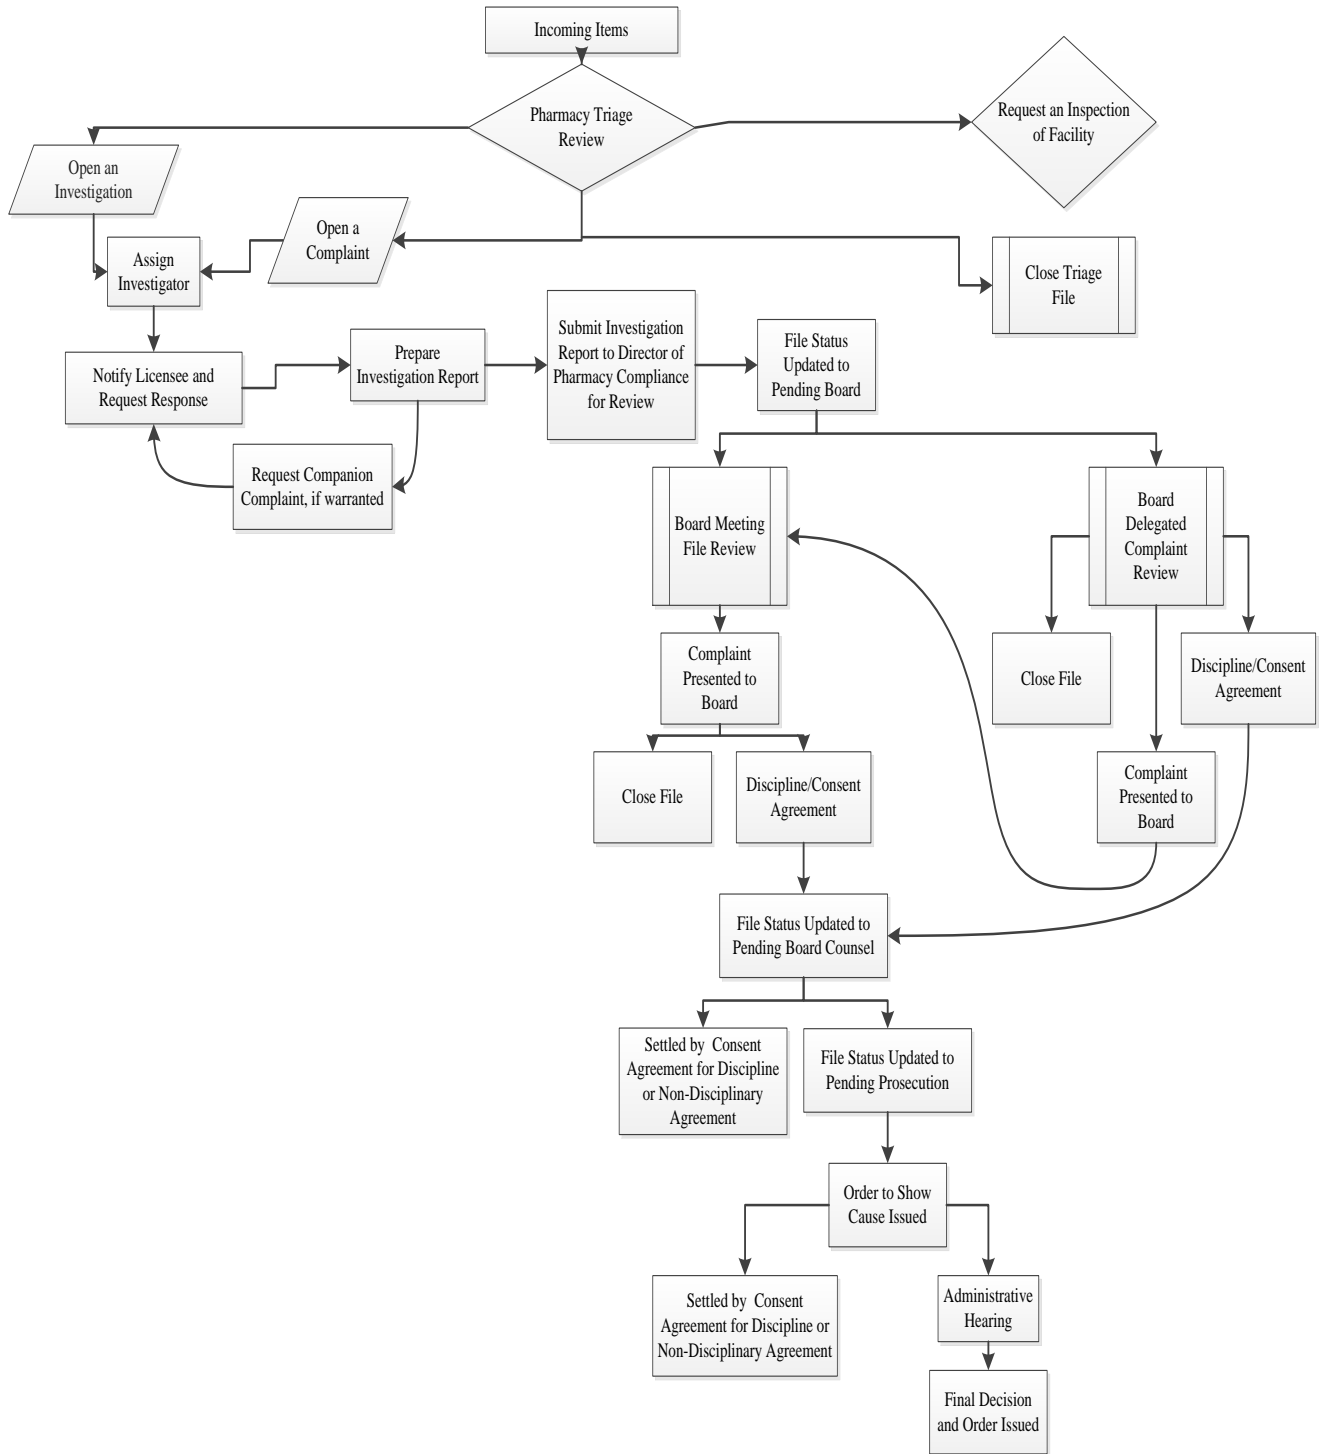 Incoming Items
Pharmacy Triage
Review
Request an Inspection
of Facility
Open an
Investigation
Open a
Complaint
Assign
Investigator
Close Triage
File
Notify Licensee and
Request Response
Prepare
Investigation Report
Submit Investigation
Report to Director of
Pharmacy Compliance
for Review
File Status
Updated to
Pending Board
Request Companion
Complaint, if warranted
Board Meeting
File Review
Board
Delegated
Complaint
Review
Complaint
Presented to
Board
Close File
Discipline/Consent
Agreement
Close File
Discipline/Consent
Agreement
Complaint
Presented to
Board
File Status Updated to
Pending Board Counsel
Settled by Consent
Agreement for Discipline
or Non-Disciplinary
Agreement
File Status Updated to
Pending Prosecution
Order to Show
Cause Issued
Settled by Consent
Agreement for Discipline or
Non-Disciplinary Agreement
Administrative
Hearing
Final Decision
and Order Issued